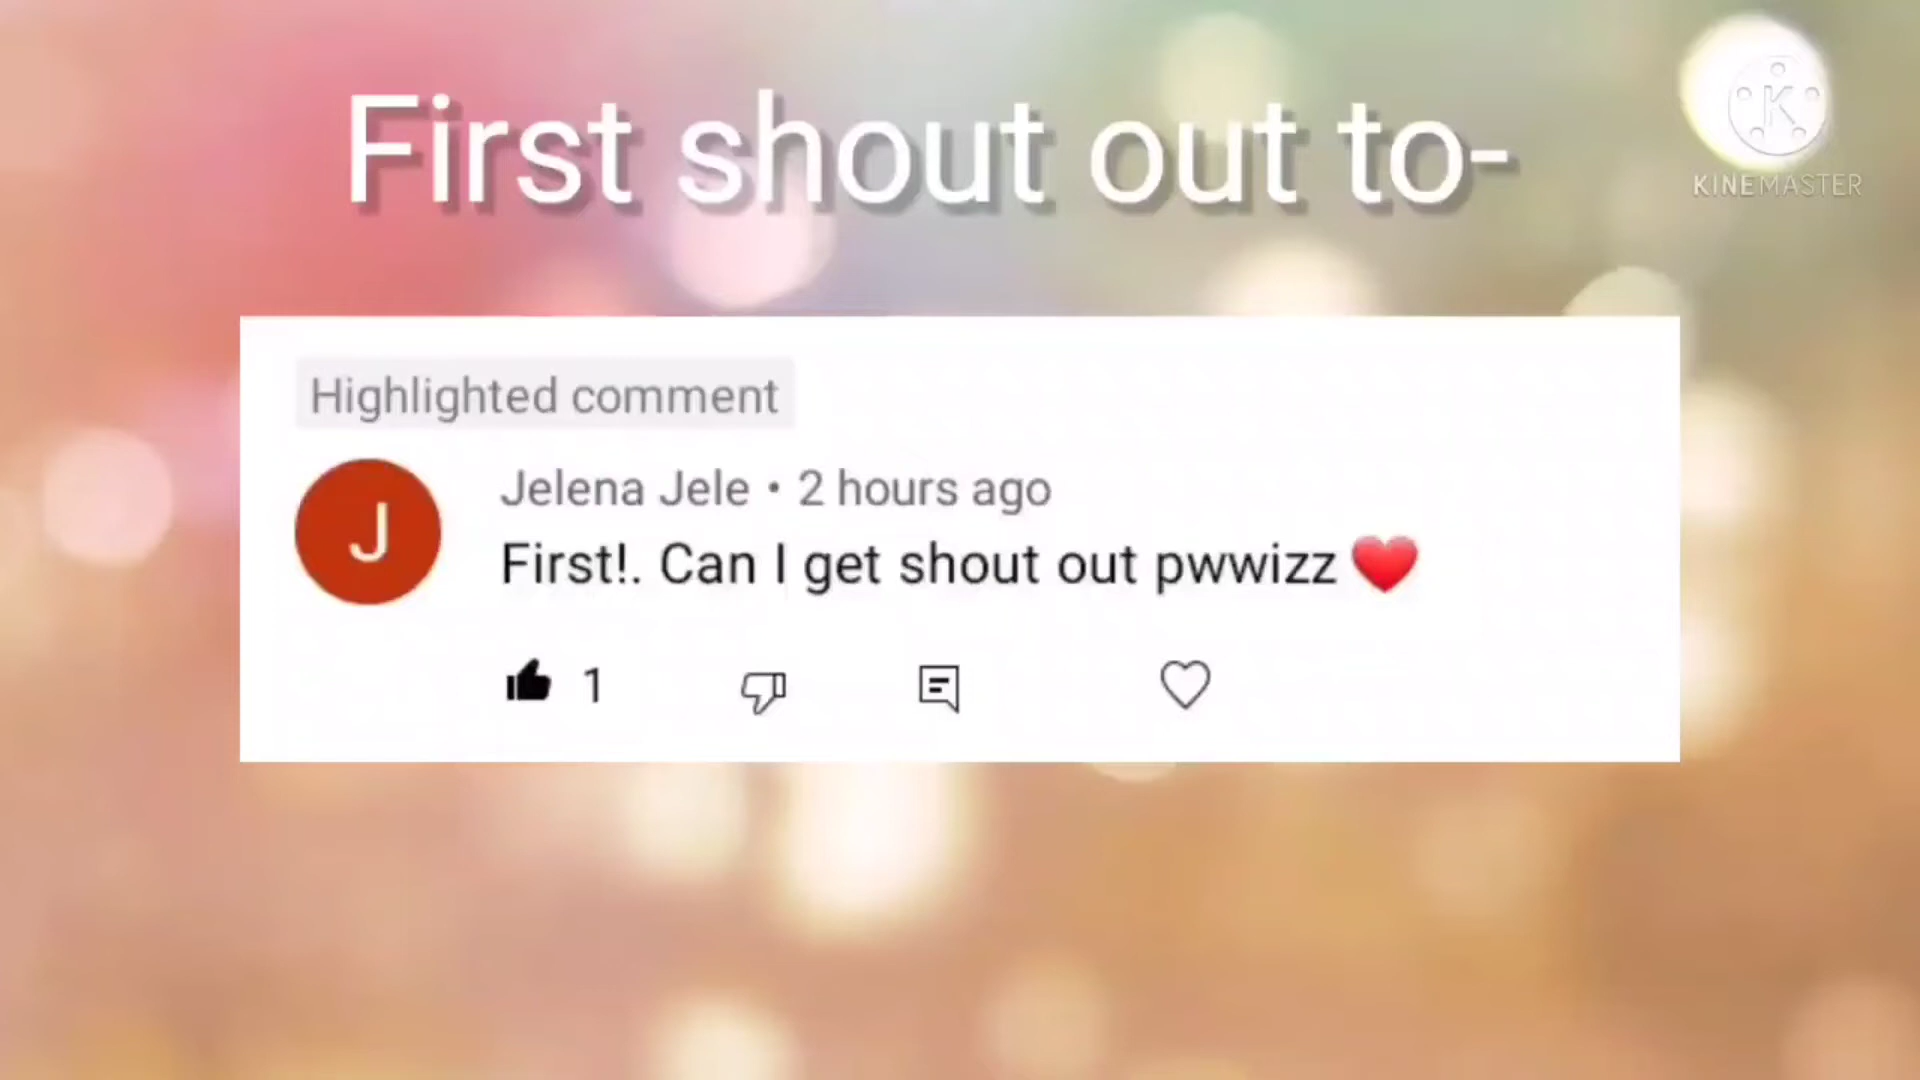 First shout out to-
KINEMASTER
Highlighted comment
J
Jelena Jele • 2 hours ago
First!. Can I get shout out pwwizz ❤️
1